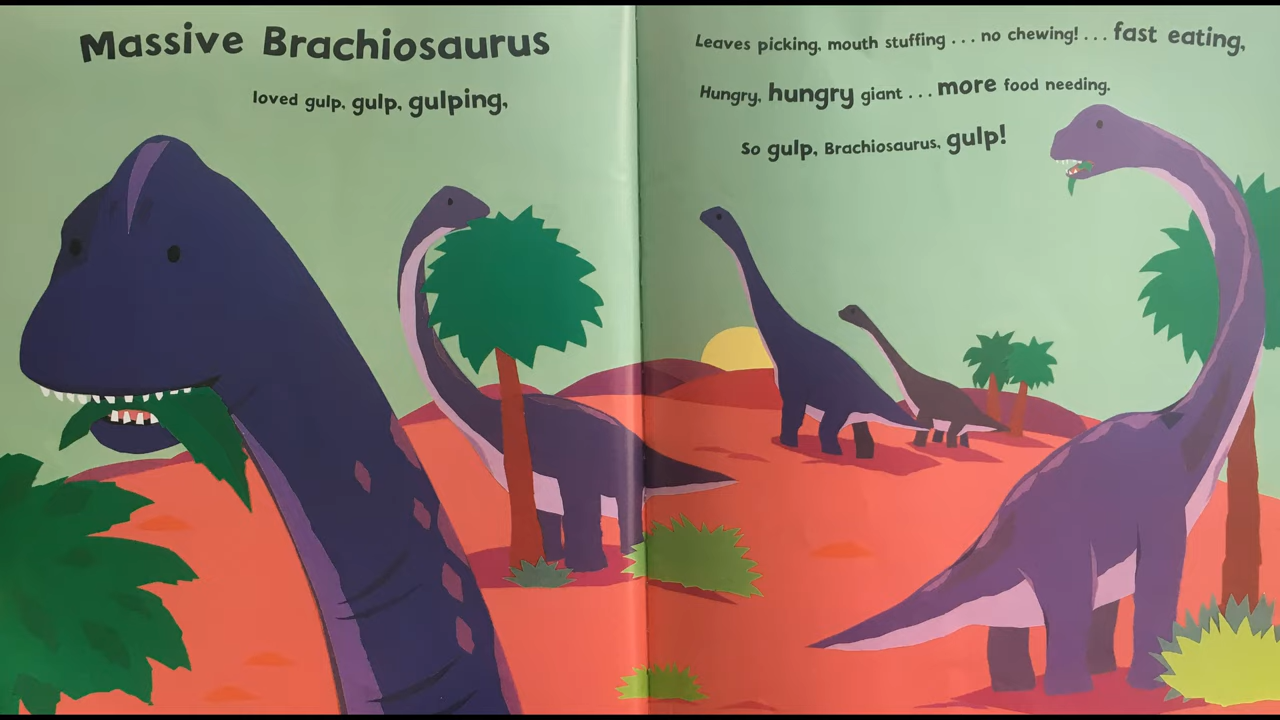 Massive Brachiosaurus
loved gulp, gulp, gulping,
Leaves picking, mouth stuffing . . . no chewing! . . . fast eating,
Hungry, hungry giant . . . more food needing.
So gulp, Brachiosaurus, gulp!